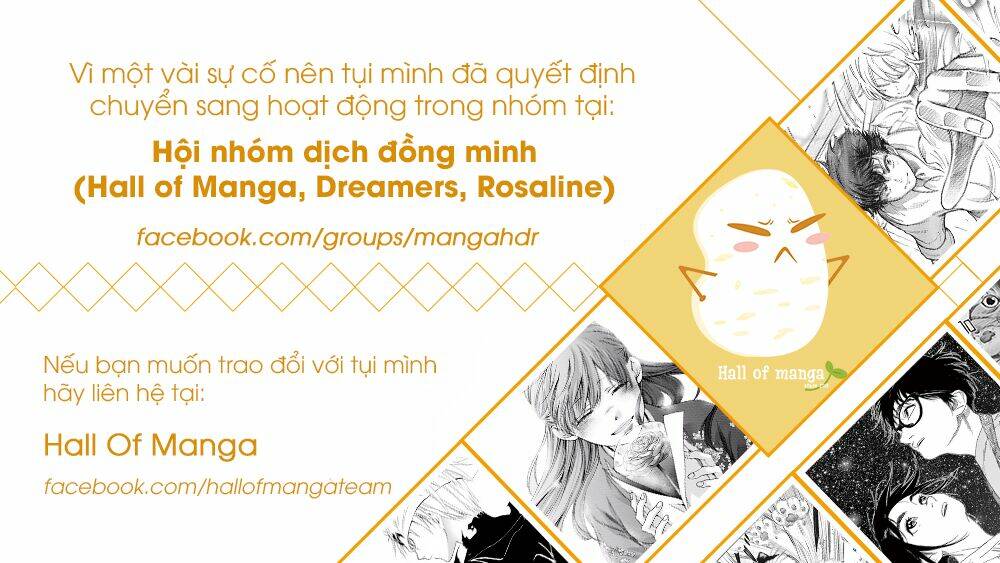 Vì một vài sự cố nên tụi mình đã quyết định
chuyển sang hoạt động trong nhóm tại:
Hội nhóm dịch đồng minh
(Hall of Manga, Dreamers, Rosaline)
facebook.com/groups/mangahdr
Nếu bạn muốn trao đổi với tụi mình
hãy liên hệ tại:
Hall Of Manga
facebook.com/hallofmangateam
Hall of manga